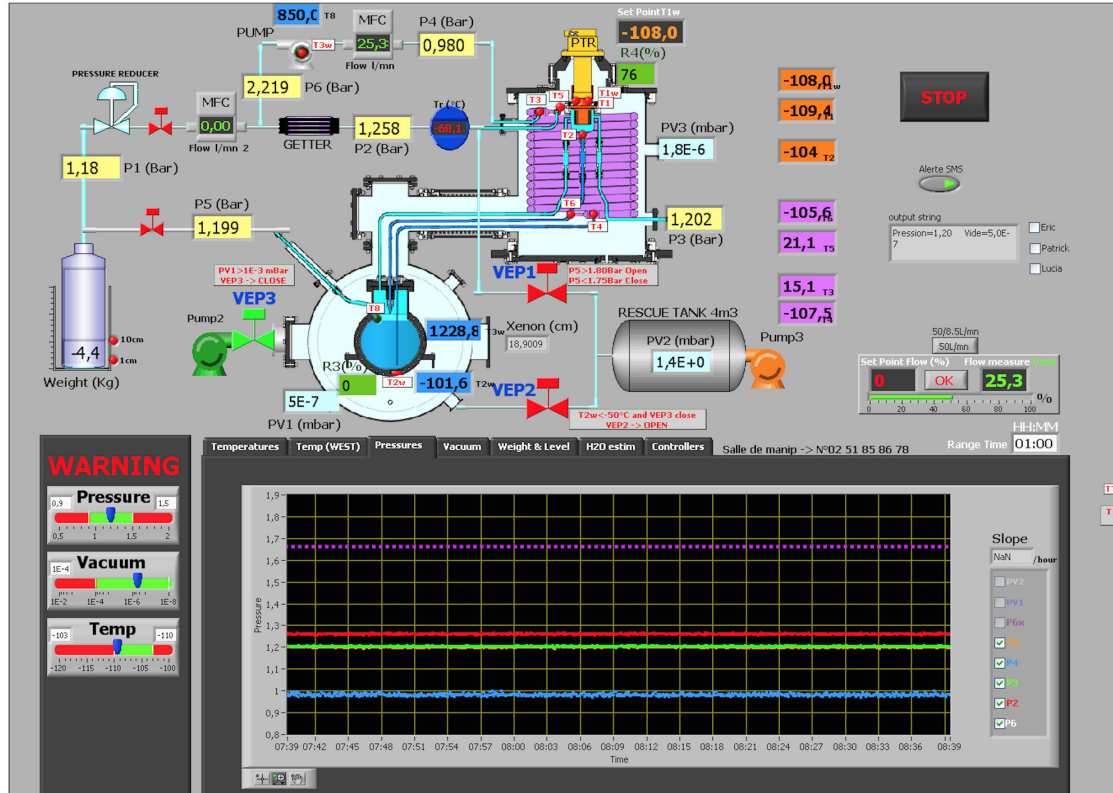 850,0 T8
Set PointT1w
-108,0
R4(%)
76
PUMP
T3w
MFC
25,3
Flow l/mn
P4 (Bar)
0,980
PTR
2,219
P6 (Bar)
PRESSURE REDUCER
MFC
0,00
Flow l/mn 2
GETTER
1,258
P2 (Bar)
Tr (°C)
-68,1
T3
T5
T1w
T1
T2
T6
T4
PV3 (mbar)
1,8E-6
-108,0
T1w
-109,4
-104 T2
-105,6
21,1 T5
15,1 T3
-107,5
T4
STOP
Alerte SMS
output string
Pression=1,20 Vide=5,0E-
7
Eric
Patrick
Lucia
1,18
P1 (Bar)
P5 (Bar)
1,199
1,202
P3 (Bar)
PV1>1E-3 mBar
VEP3 -> CLOSE
VEP3
Pump2
VEP1
P5>1.80Bar Open
P5<1.75Bar Close
T8
1228,8 T3w
Xenon (cm)
18,9009
R3(%)
0
T2w
-101,6 T2w
5E-7
PV1 (mbar)
VEP2
T2w<-50°C and VEP3 close
VEP2 -> OPEN
RESCUE TANK 4m3
PV2 (mbar)
1,4E+0
Pump3
-4,4
10cm
1cm
Weight (Kg)
50/8.5L/mn
50L/mn
Set Point Flow (%)
Flow measure
0
OK
25,3
0 20 40 60 80 100
%
HH:MM
Range Time 01:00
Temperatures
Temp (WEST)
Pressures
Vacuum
Weight & Level
H2O estim
Controllers
Salle de manip -> N°02 51 85 86 78
WARNING
Pressure
0,9
1,5
0.5 1 1.5 2
Vacuum
1E-4
1E-2 1E-4 1E-6 1E-8
Temp
-103
-110
-120 -115 -110 -105 -100
1,9
1,8
1,7
1,6
1,5
1,4
1,3
1,2
1,1
1
0,9
0,8
Pressure
07:39 07:42 07:45 07:48 07:51 07:54 07:57 08:00 08:03 08:06 08:09 08:12 08:15 08:18 08:21 08:24 08:27 08:30 08:33 08:36 08:39
Time
Slope
NaN /hour
PV2
PV1
P6x
P4
P3
P2
P6